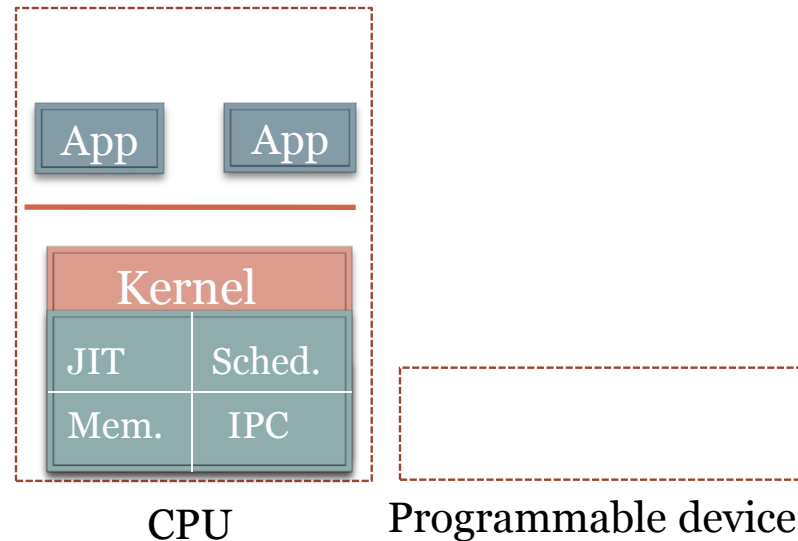 App App
Kernel
JIT Sched.
Mem. IPC
CPU Programmable device